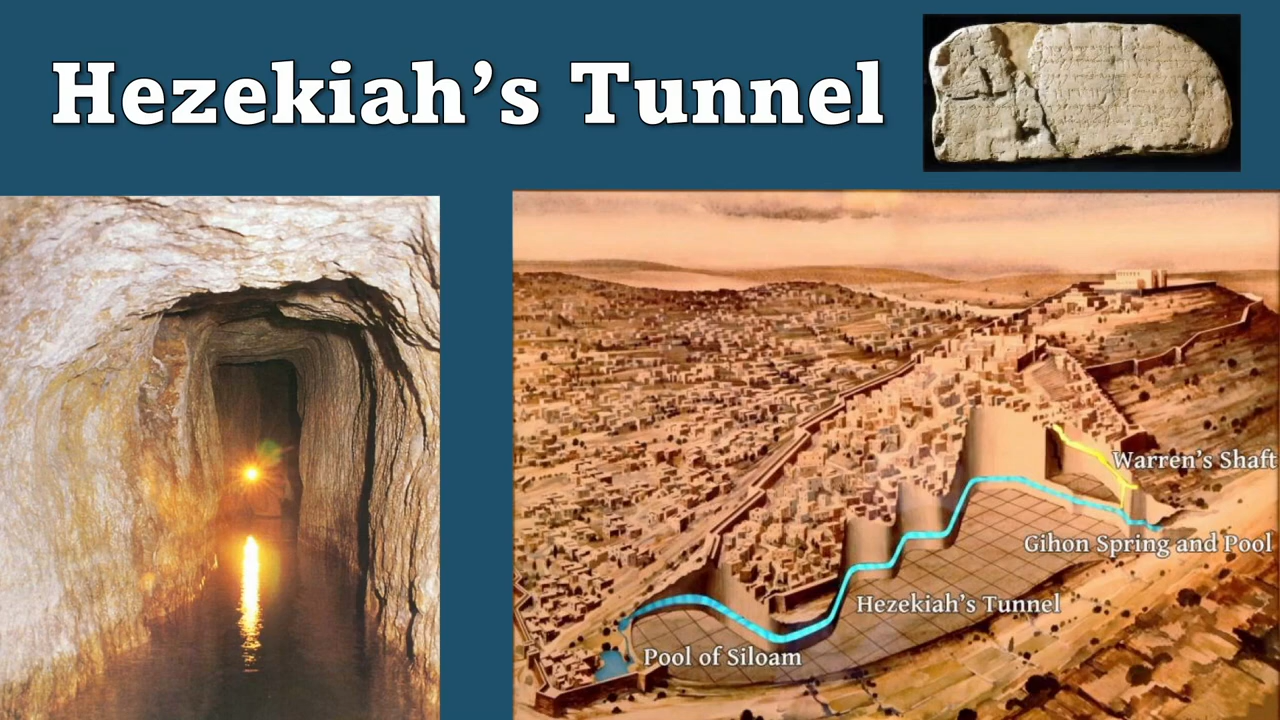 Hezekiah’s Tunnel
Warren’s Shaft
Gihon Spring and Pool
Hezekiah’s Tunnel
Pool of Siloam